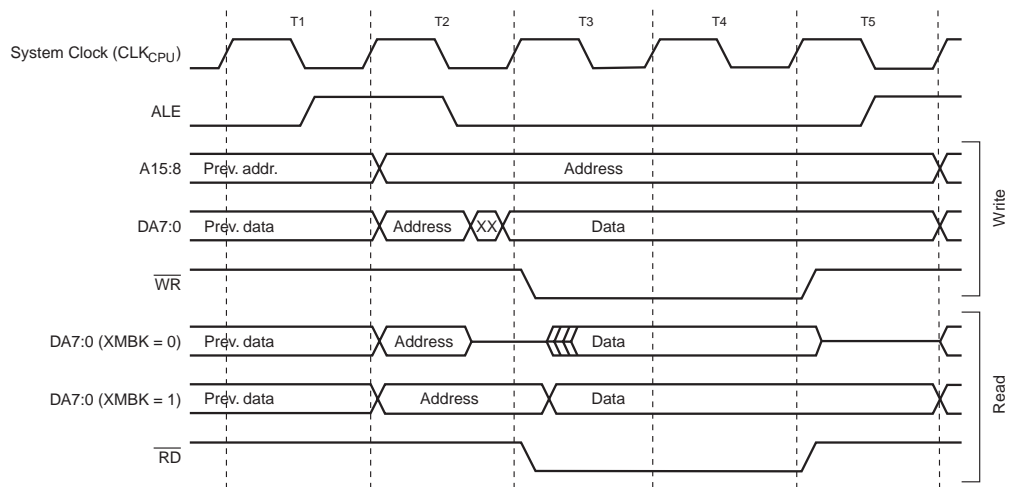 T1 T2 T3 T4 T5
System Clock (CLKCPU)
ALE
A15:8 Prev. addr. Address
DA7:0 Prev. data Address XX Data
WR
Write
DA7:0 (XMBK = 0) Prev. data Address Data
DA7:0 (XMBK = 1) Prev. data Address Data
RD
Read